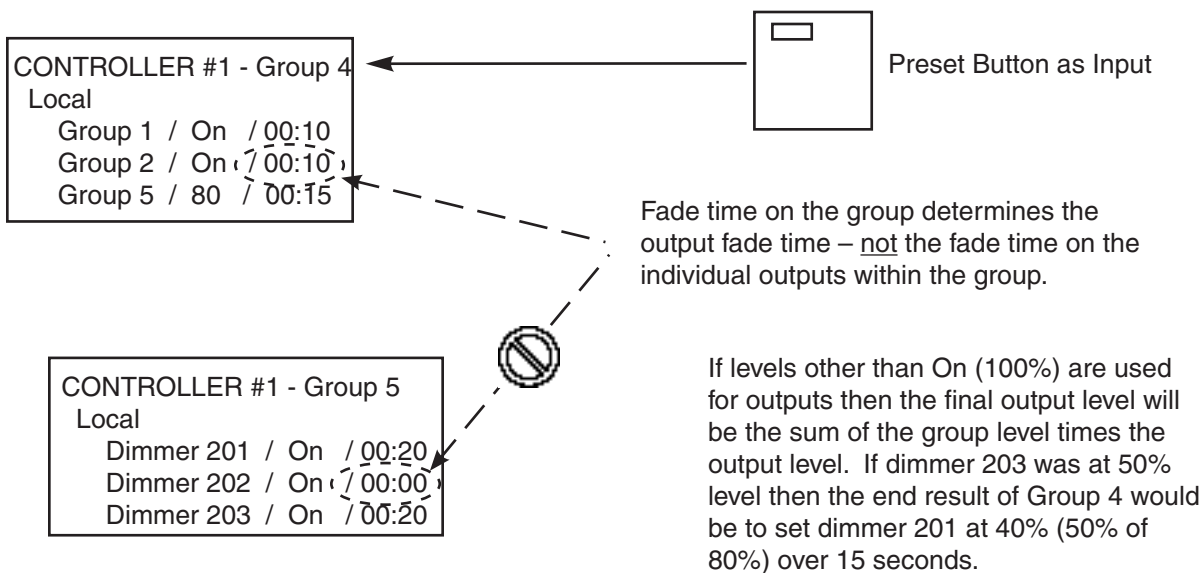 CONTROLLER #1 - Group 4
Local
Group 1 / On / 00:10
Group 2 / On / 00:10
Group 5 / 80 / 00:15
Preset Button as Input
Fade time on the group determines the
output fade time – not the fade time on the
individual outputs within the group.
CONTROLLER #1 - Group 5
Local
Dimmer 201 / On / 00:20
Dimmer 202 / On / 00:00
Dimmer 203 / On / 00:20
If levels other than On (100%) are used
for outputs then the final output level will
be the sum of the group level times the
output level. If dimmer 203 was at 50%
level then the end result of Group 4 would
be to set dimmer 201 at 40% (50% of
80%) over 15 seconds.